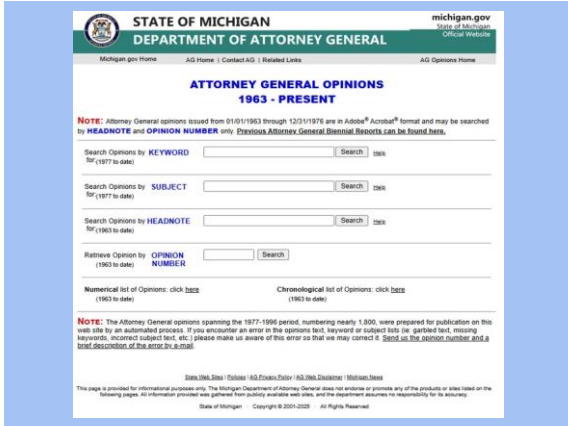 STATE OF MICHIGAN
DEPARTMENT OF ATTORNEY GENERAL
michigan.gov
State of Michigan
Official Website
Michigan.gov Home
AG Home | Contact AG | Related Links
AG Opinions Home
ATTORNEY GENERAL OPINIONS
1963 - PRESENT
NOTE: Attorney General opinions issued from 01/01/1963 through 12/31/1976 are in Adobe® Acrobat® format and may be searched
by HEADNOTE and OPINION NUMBER only. Previous Attorney General Biennial Reports can be found here.
Search Opinions by KEYWORD Search Help
for:(1977 to date)
Search Opinions by SUBJECT Search Help
for:(1977 to date)
Search Opinions by HEADNOTE Search Help
for:(1963 to date)
Retrieve Opinion by OPINION Search
(1963 to date) NUMBER
Numerical list of Opinions: click here Chronological list of Opinions: click here
(1963 to date) (1963 to date)
NOTE: The Attorney General opinions spanning the 1977-1996 period, numbering nearly 1,800, were prepared for publication on this
web site by an automated process. If you encounter an error in the opinions text, keyword or subject lists (ie: garbled text, missing
keywords, incorrect subject text, etc.) please make us aware of this error so that we may correct it. Send us the opinion number and a
brief description of the error by e-mail.
State Web Sites | Policies | AG Privacy Policy | AG Web Disclaimer | Michigan News
This page is provided for informational purposes only. The Michigan Department of Attorney General does not endorse or promote any of the products or sites listed on the
following pages. All information provided was gathered from publicly available web sites, and the department assumes no responsibility for its accuracy.
State of Michigan Copyright © 2001-2025 All Rights Reserved